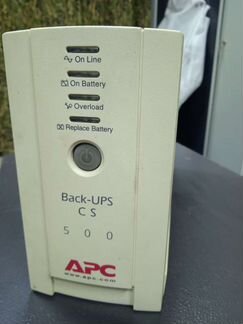 On Line
On Battery
Overload
Replace Battery
Back-UPS
CS
500
APC
www.apc.com